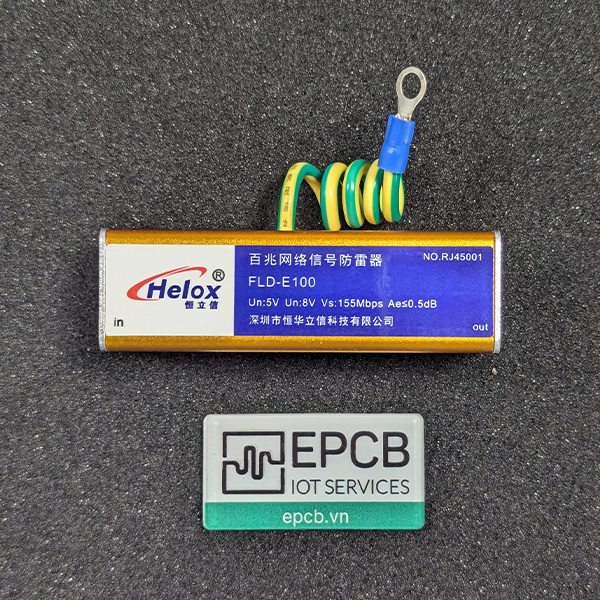 Helox®
恒立信
in
百兆网络信号防雷器
NO.RJ45001
FLD-E100
Un:5V Un:8V Vs:155Mbps Ae≤0.5dB
深圳市恒华立信科技有限公司
out
EPCB
IOT SERVICES
epcb.vn